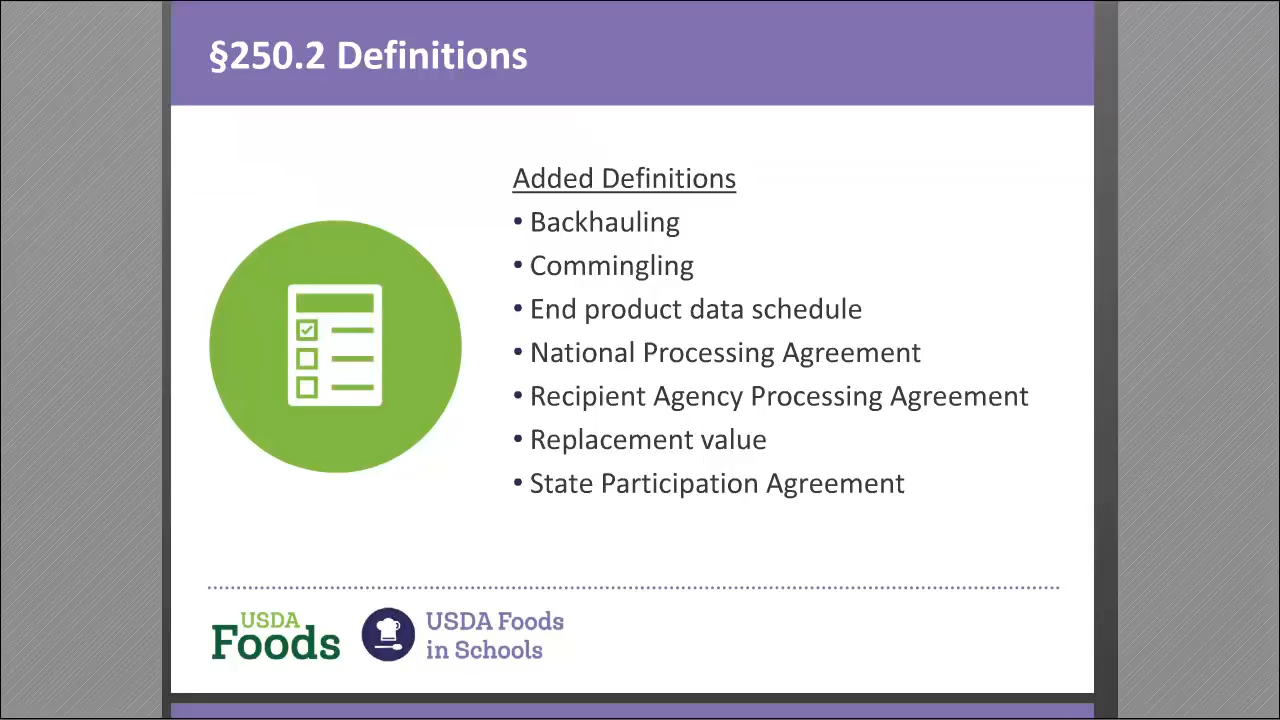 §250.2 Definitions
Added Definitions
• Backhauling
• Commingling
• End product data schedule
• National Processing Agreement
• Recipient Agency Processing Agreement
• Replacement value
• State Participation Agreement
USDA
Foods
USDA Foods
in Schools